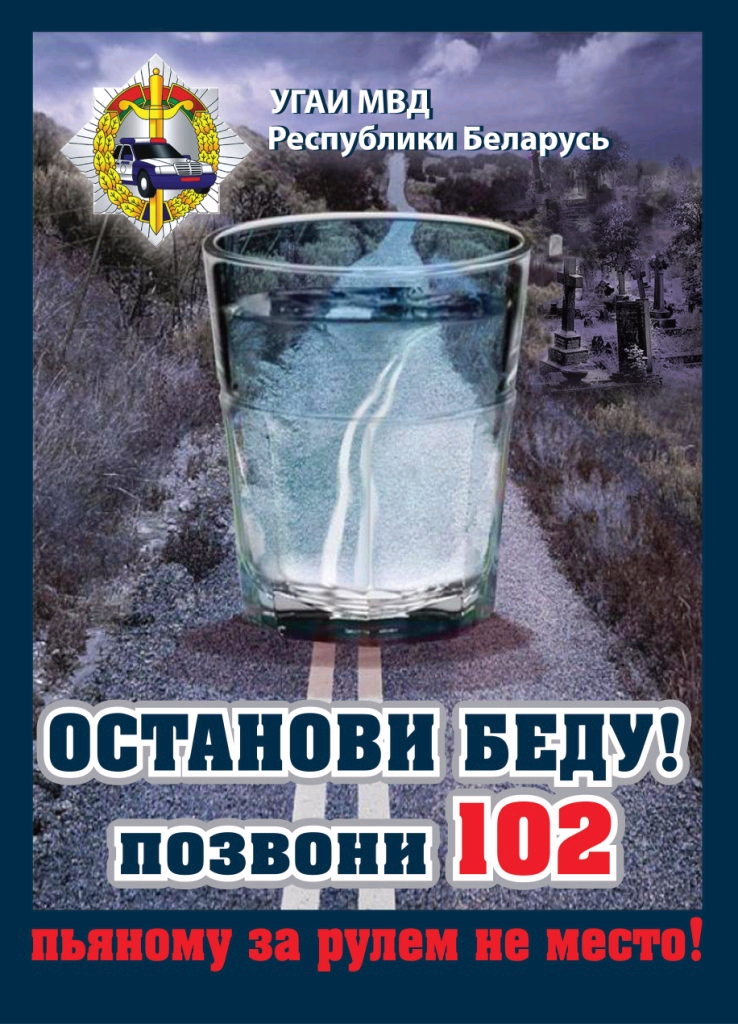 УГАИ МВД
Республики Беларусь
ОСТАНОВИ БЕДУ!
позвони 102
пьяному за рулем не место!